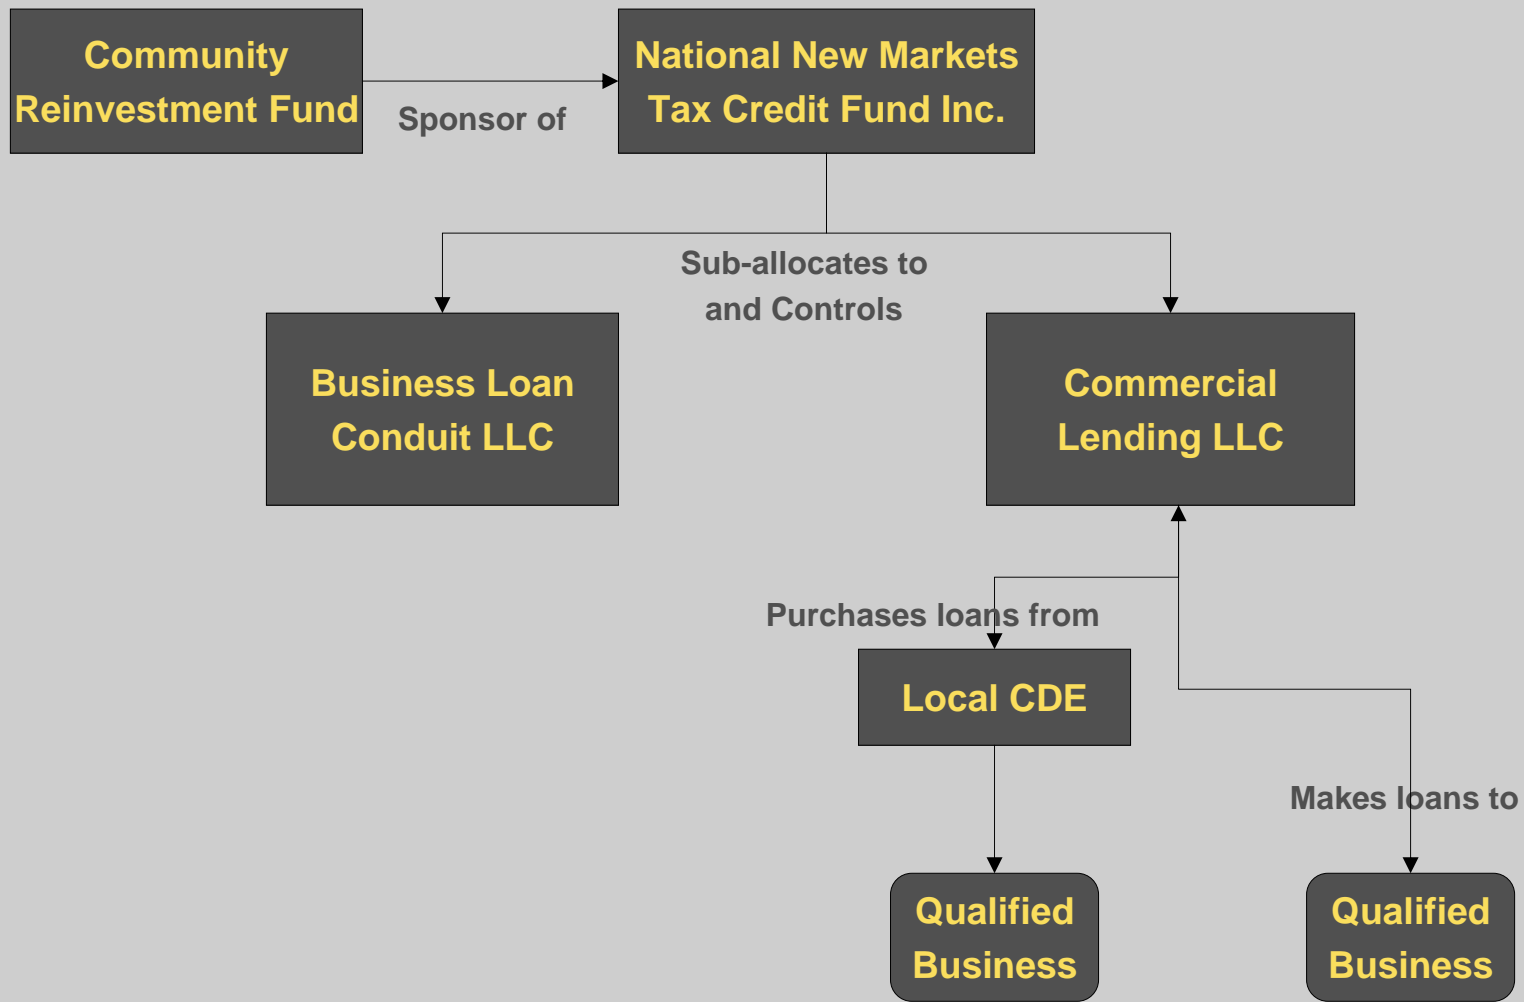 Community
Reinvestment Fund
Sponsor of
National New Markets
Tax Credit Fund Inc.
Sub-allocates to
and Controls
Business Loan
Conduit LLC
Commercial
Lending LLC
Purchases loans from
Local CDE
Makes loans to
Qualified
Business
Qualified
Business